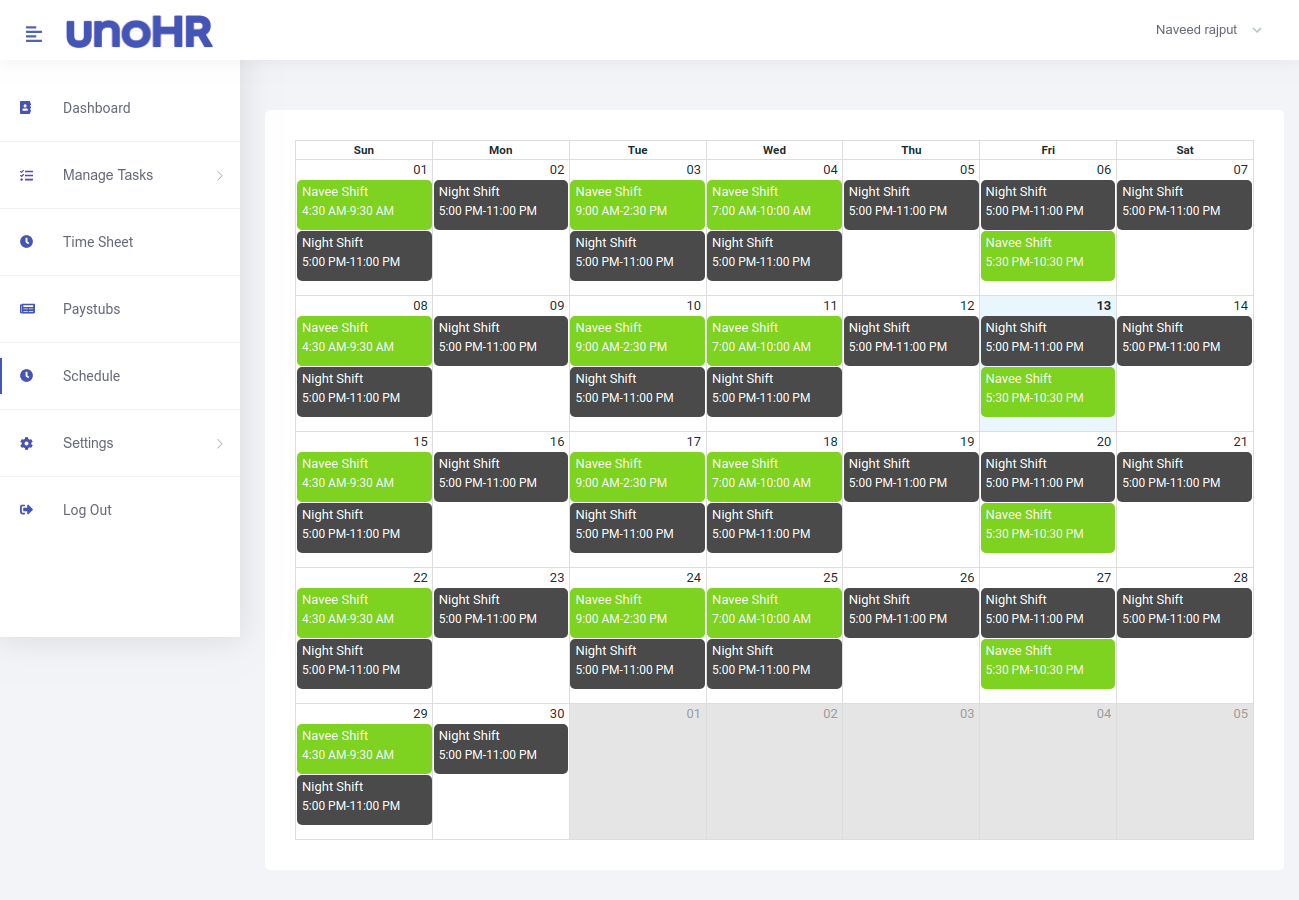 unoHR
Naveed rajput
Dashboard
Manage Tasks
Time Sheet
Paystubs
Schedule
Settings
Log Out
Sun Mon Tue Wed Thu Fri Sat
01 02 03 04 05 06 07
Navee Shift Night Shift Navee Shift Navee Shift Night Shift Night Shift Night Shift
4:30 AM-9:30 AM 5:00 PM-11:00 PM 9:00 AM-2:30 PM 7:00 AM-10:00 AM 5:00 PM-11:00 PM 5:00 PM-11:00 PM 5:00 PM-11:00 PM
Night Shift Night Shift Night Shift Navee Shift
5:00 PM-11:00 PM 5:00 PM-11:00 PM 5:00 PM-11:00 PM 5:30 PM-10:30 PM
08 09 10 11 12 13 14
Navee Shift Night Shift Navee Shift Navee Shift Night Shift Night Shift Night Shift
4:30 AM-9:30 AM 5:00 PM-11:00 PM 9:00 AM-2:30 PM 7:00 AM-10:00 AM 5:00 PM-11:00 PM 5:00 PM-11:00 PM 5:00 PM-11:00 PM
Night Shift Night Shift Night Shift Navee Shift
5:00 PM-11:00 PM 5:00 PM-11:00 PM 5:00 PM-11:00 PM 5:30 PM-10:30 PM
15 16 17 18 19 20 21
Navee Shift Night Shift Navee Shift Navee Shift Night Shift Night Shift Night Shift
4:30 AM-9:30 AM 5:00 PM-11:00 PM 9:00 AM-2:30 PM 7:00 AM-10:00 AM 5:00 PM-11:00 PM 5:00 PM-11:00 PM 5:00 PM-11:00 PM
Night Shift Night Shift Night Shift Navee Shift
5:00 PM-11:00 PM 5:00 PM-11:00 PM 5:00 PM-11:00 PM 5:30 PM-10:30 PM
22 23 24 25 26 27 28
Navee Shift Night Shift Navee Shift Navee Shift Night Shift Night Shift Night Shift
4:30 AM-9:30 AM 5:00 PM-11:00 PM 9:00 AM-2:30 PM 7:00 AM-10:00 AM 5:00 PM-11:00 PM 5:00 PM-11:00 PM 5:00 PM-11:00 PM
Night Shift Night Shift Night Shift Navee Shift
5:00 PM-11:00 PM 5:00 PM-11:00 PM 5:00 PM-11:00 PM 5:30 PM-10:30 PM
29 30 01 02 03 04 05
Navee Shift Night Shift
4:30 AM-9:30 AM 5:00 PM-11:00 PM
Night Shift
5:00 PM-11:00 PM